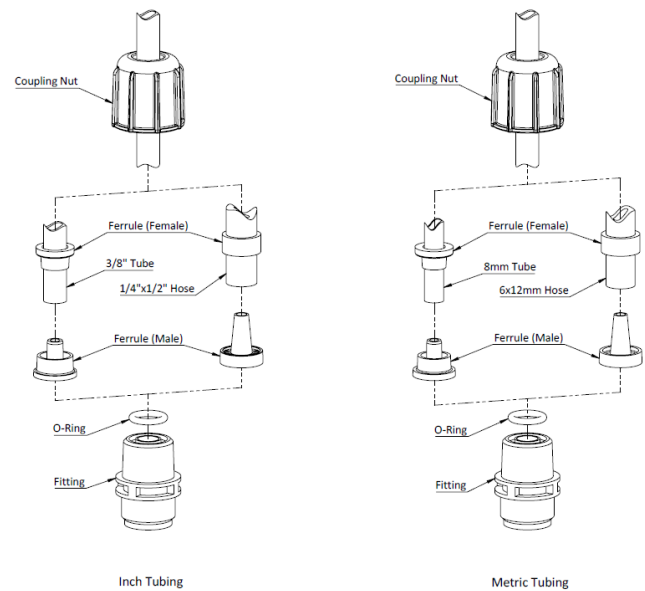 Coupling Nut
Ferrule (Female)
3/8" Tube
1/4"x1/2" Hose
Ferrule (Male)
O-Ring
Fitting
Inch Tubing
Coupling Nut
Ferrule (Female)
8mm Tube
6x12mm Hose
Ferrule (Male)
O-Ring
Fitting
Metric Tubing